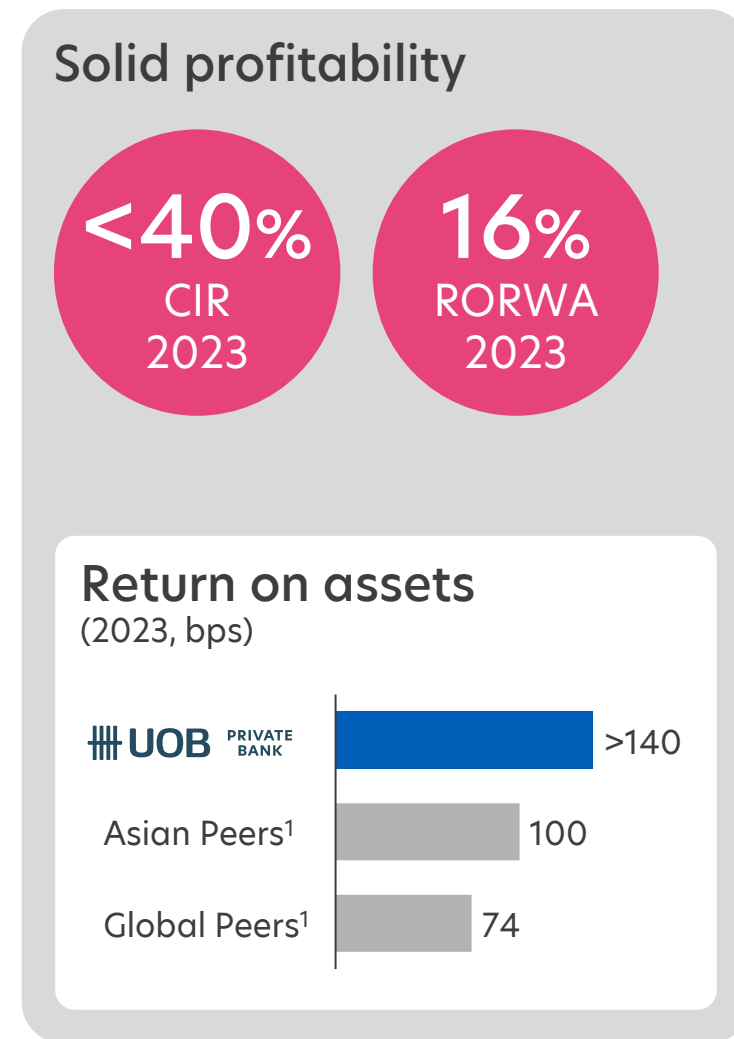 Solid profitability
<40%
CIR
2023
16%
RORWA
2023
Return on assets
(2023, bps)
UOB PRIVATE BANK >140
Asian Peers¹ 100
Global Peers¹ 74